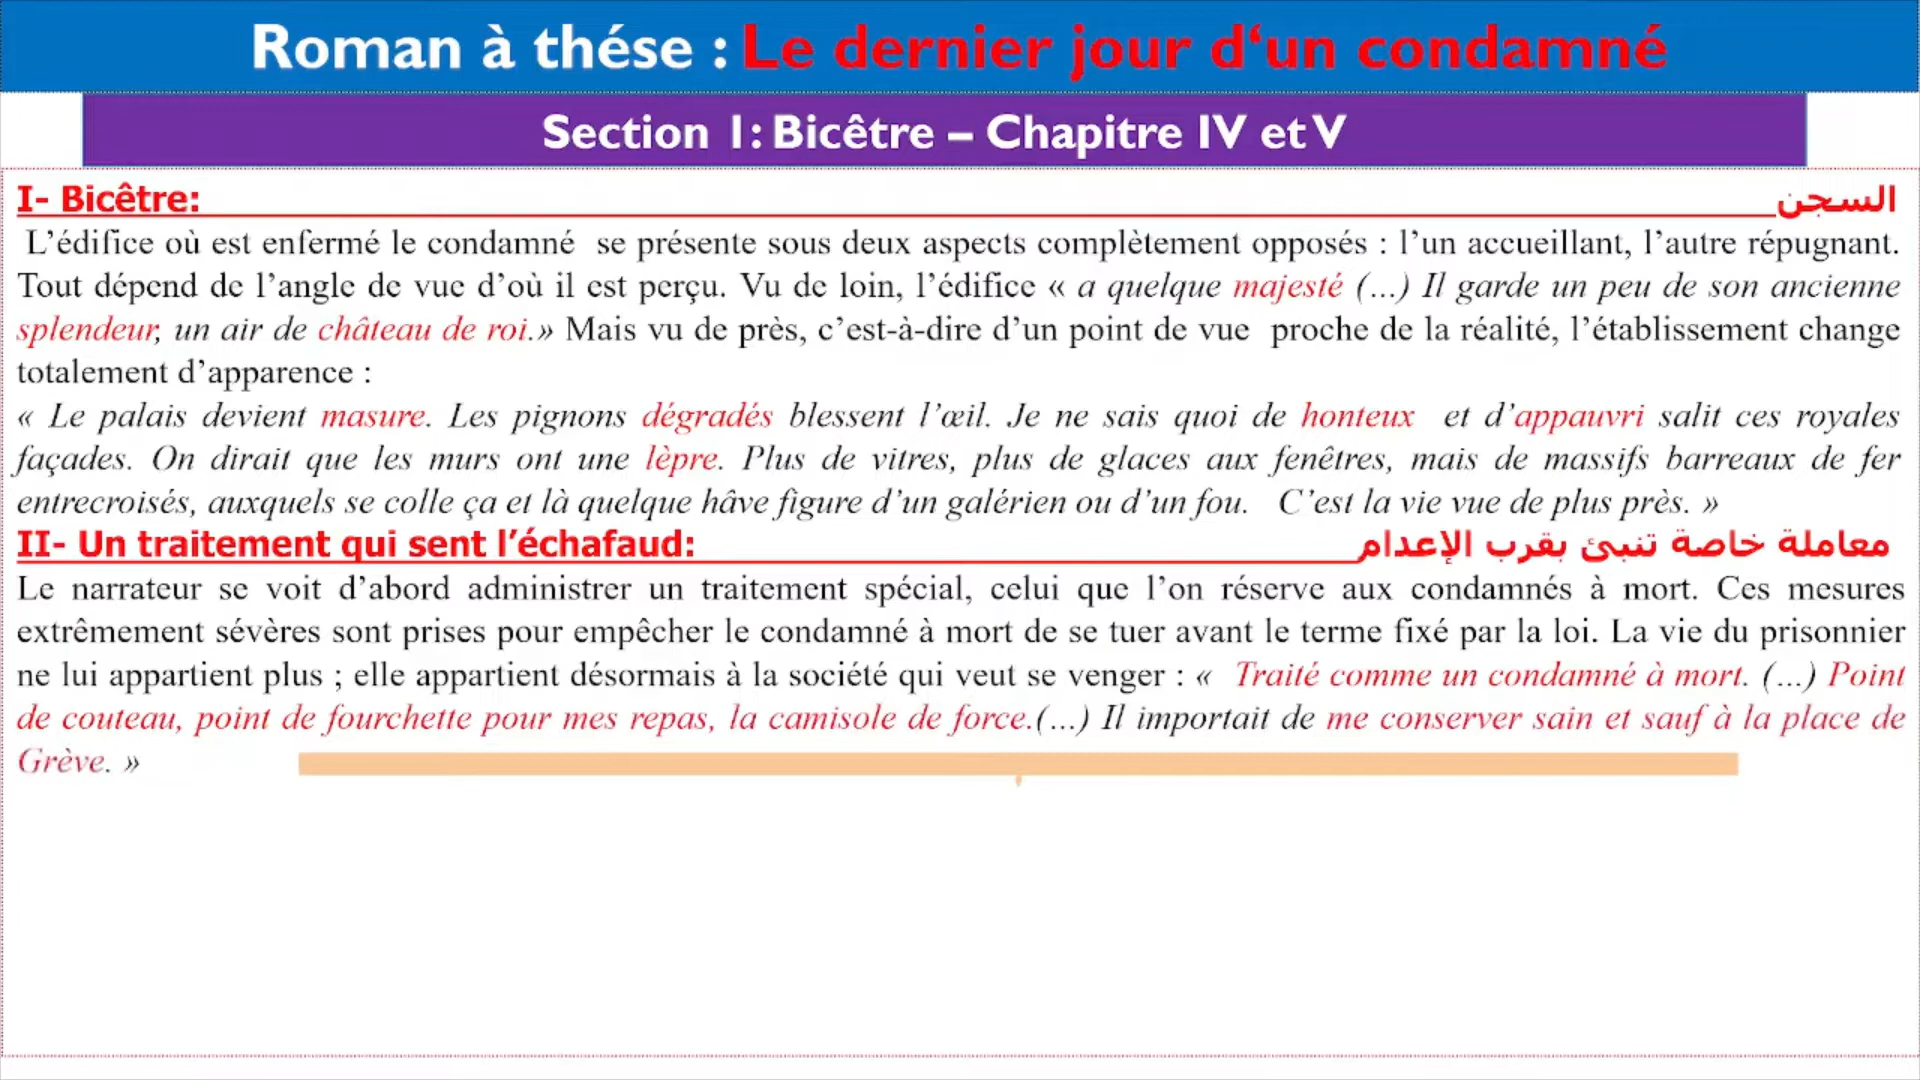 Roman à thése : Le dernier jour d‘un condamné
Section 1: Bicêtre – Chapitre IV et V
I- Bicêtre: السجن
L’édifice où est enfermé le condamné se présente sous deux aspects complètement opposés : l’un accueillant, l’autre répugnant.
Tout dépend de l’angle de vue d’où il est perçu. Vu de loin, l’édifice « a quelque majesté (…) Il garde un peu de son ancienne
splendeur, un air de château de roi.» Mais vu de près, c’est-à-dire d’un point de vue proche de la réalité, l’établissement change
totalement d’apparence :
« Le palais devient masure. Les pignons dégradés blessent l’œil. Je ne sais quoi de honteux et d’appauvri salit ces royales
façades. On dirait que les murs ont une lèpre. Plus de vitres, plus de glaces aux fenêtres, mais de massifs barreaux de fer
entrecroisés, auxquels se colle ça et là quelque hâve figure d’un galérien ou d’un fou. C’est la vie vue de plus près. »
II- Un traitement qui sent l’échafaud: معاملة خاصة تنبئ بقرب الإعدام
Le narrateur se voit d’abord administrer un traitement spécial, celui que l’on réserve aux condamnés à mort. Ces mesures
extrêmement sévères sont prises pour empêcher le condamné à mort de se tuer avant le terme fixé par la loi. La vie du prisonnier
ne lui appartient plus ; elle appartient désormais à la société qui veut se venger : « Traité comme un condamné à mort. (…) Point
de couteau, point de fourchette pour mes repas, la camisole de force.(…) Il importait de me conserver sain et sauf à la place de
Grève. »